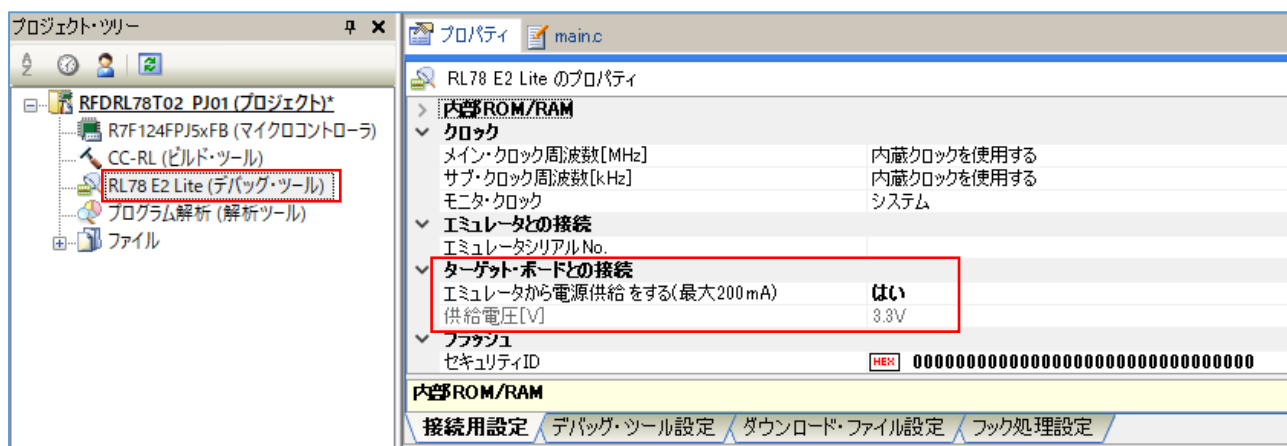 プロジェクト・ツリー
RFDRL78T02_PJ01 (プロジェクト)*
R7F124FPJ5xFB (マイクロコントローラ)
CC-RL (ビルド・ツール)
RL78 E2 Lite (デバッグ・ツール)
プログラム解析 (解析ツール)
ファイル
プロパティ main.c
RL78 E2 Lite のプロパティ
内部ROM/RAM
クロック
メイン・クロック周波数[MHz] 内蔵クロックを使用する
サブ・クロック周波数[kHz] 内蔵クロックを使用する
モニタ・クロック システム
エミュレータとの接続
エミュレータシリアルNo.
ターゲット・ボードとの接続
エミュレータから電源供給をする(最大200mA) はい
供給電圧[V] 3.3V
フラッシュ
セキュリティID HEX 00000000000000000000000000000000
内部ROM/RAM
接続用設定 デバッグ・ツール設定 ダウンロード・ファイル設定 フック処理設定